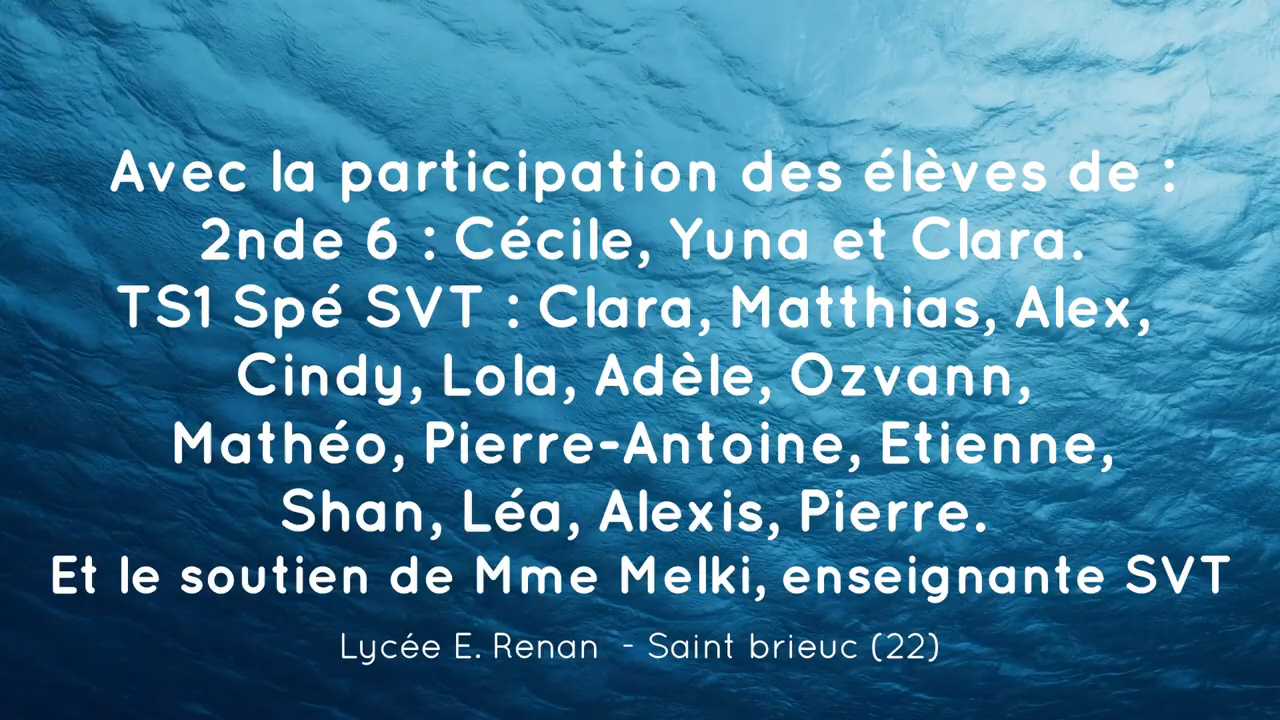 Avec la participation des élèves de :
2nde 6 : Cécile, Yuna et Clara.
TS1 Spé SVT : Clara, Matthias, Alex,
Cindy, Lola, Adèle, Ozvann,
Mathéo, Pierre-Antoine, Etienne,
Shan, Léa, Alexis, Pierre.
Et le soutien de Mme Melki, enseignante SVT
Lycée E. Renan - Saint brieuc (22)